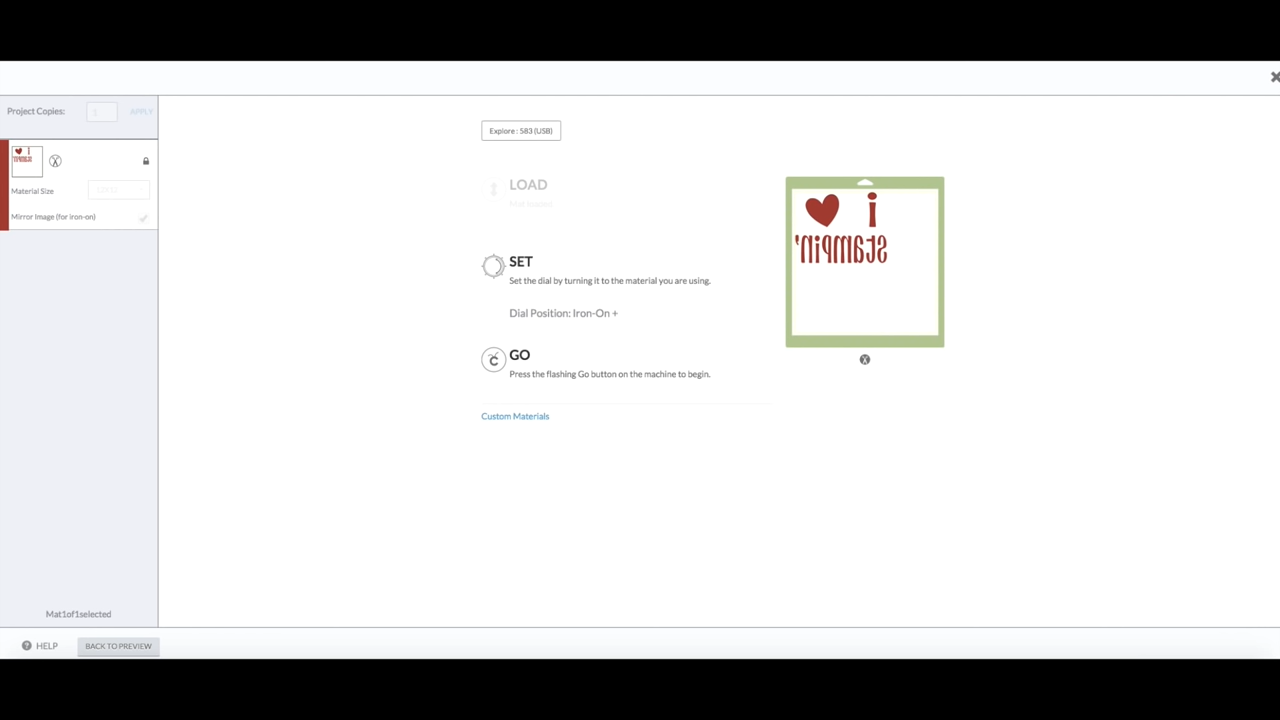 Project Copies:
1
APPLY
Material Size
Mirror Image (for iron-on)
Mat1of1selected
HELP
BACK TO PREVIEW
Explore : 583 (USB)
LOAD
SET
Set the dial by turning it to the material you are using.
Dial Position: Iron-On +
GO
Press the flashing Go button on the machine to begin.
Custom Materials
i
stampin'